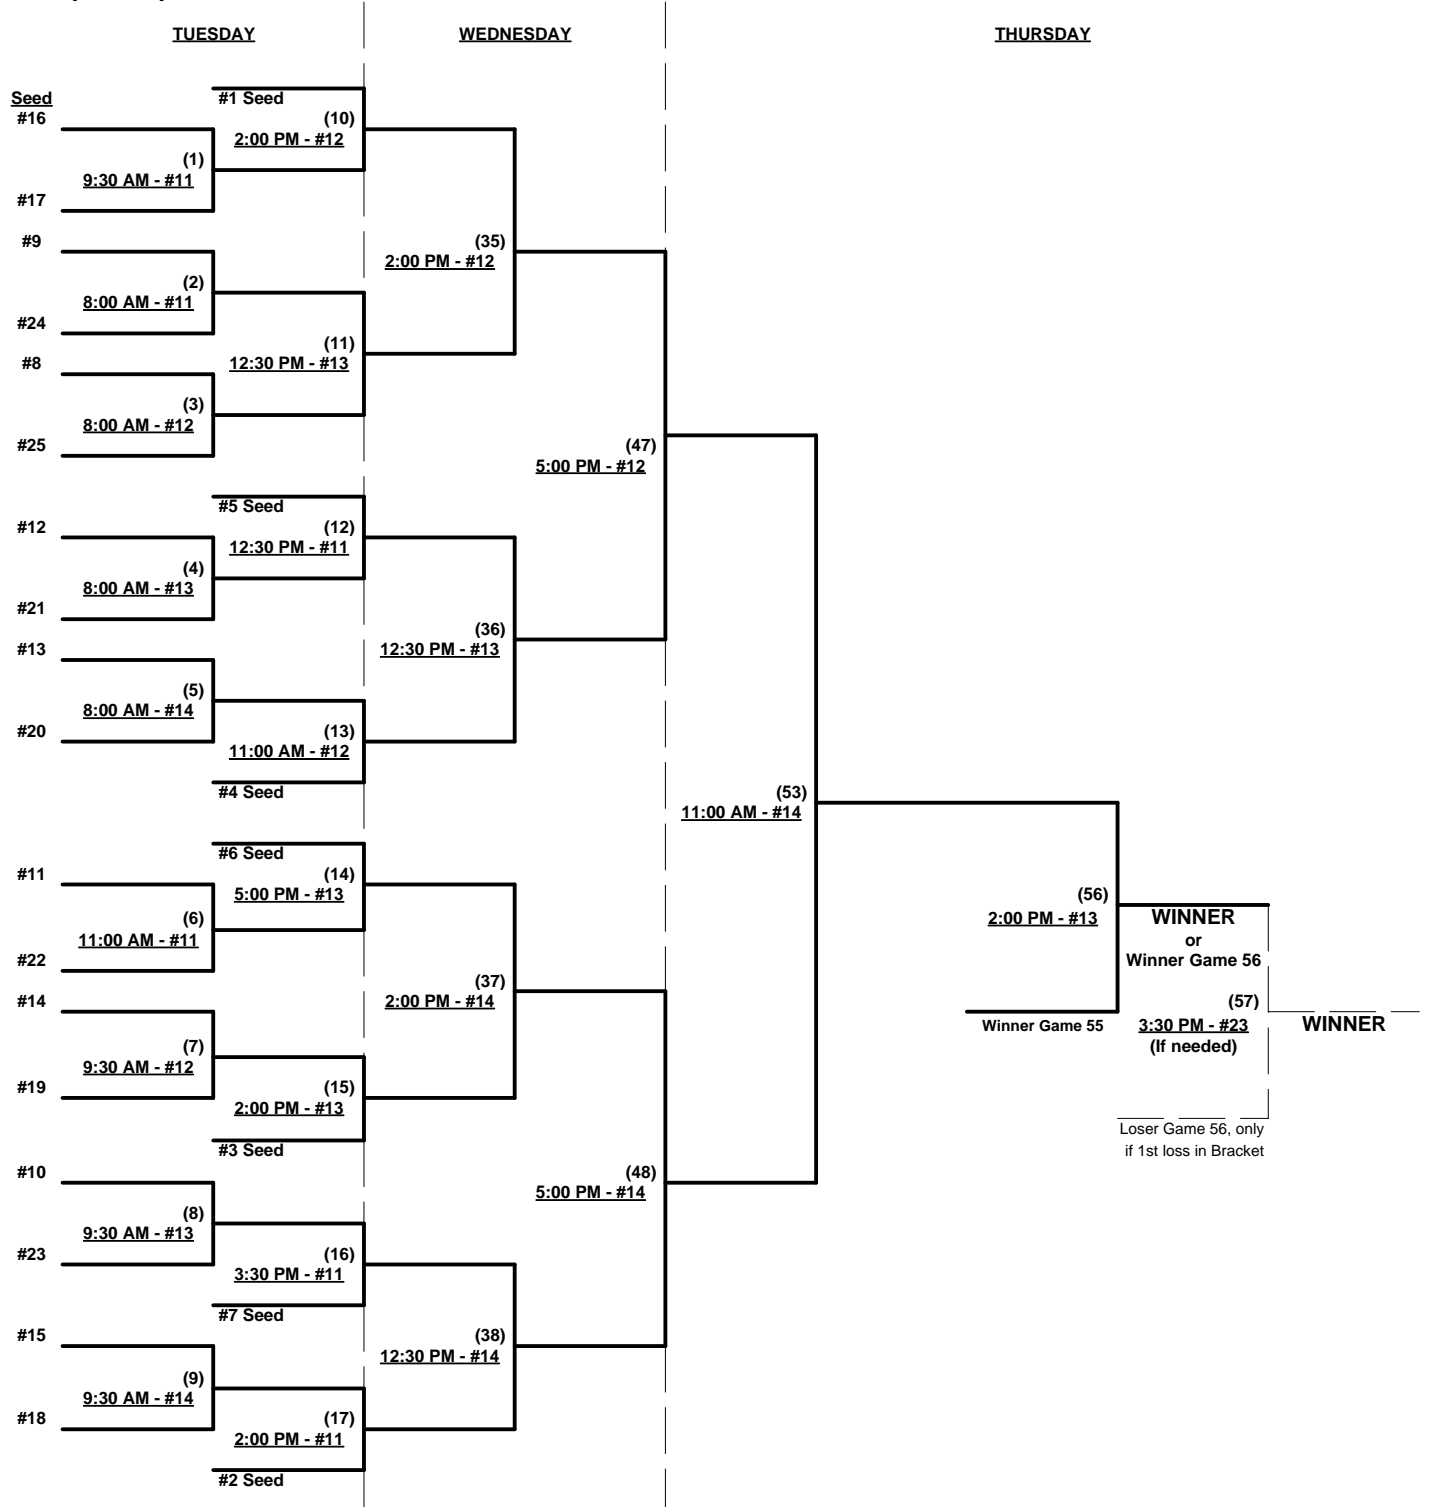 TUESDAY
WEDNESDAY
THURSDAY
Seed
#1 Seed
#16
(10)
2:00 PM - #12
(1)
9:30 AM - #11
#17
#9
(35)
2:00 PM - #12
(2)
8:00 AM - #11
#24
(11)
12:30 PM - #13
#8
(3)
8:00 AM - #12
#25
(47)
5:00 PM - #12
#5 Seed
#12
(12)
12:30 PM - #11
(4)
8:00 AM - #13
#21
(36)
12:30 PM - #13
#13
(5)
8:00 AM - #14
#20
(13)
11:00 AM - #12
#4 Seed
(53)
11:00 AM - #14
#6 Seed
#11
(14)
5:00 PM - #13
(6)
11:00 AM - #11
#22
(56)
2:00 PM - #13
WINNER
or
Winner Game 56
(37)
2:00 PM - #14
#14
(57)
3:30 PM - #23
(If needed)
Winner Game 55
WINNER
(7)
9:30 AM - #12
#19
(15)
2:00 PM - #13
#3 Seed
Loser Game 56, only
if 1st loss in Bracket
#10
(48)
5:00 PM - #14
(8)
9:30 AM - #13
#23
(16)
3:30 PM - #11
#7 Seed
#15
(38)
12:30 PM - #14
(9)
9:30 AM - #14
#18
(17)
2:00 PM - #11
#2 Seed